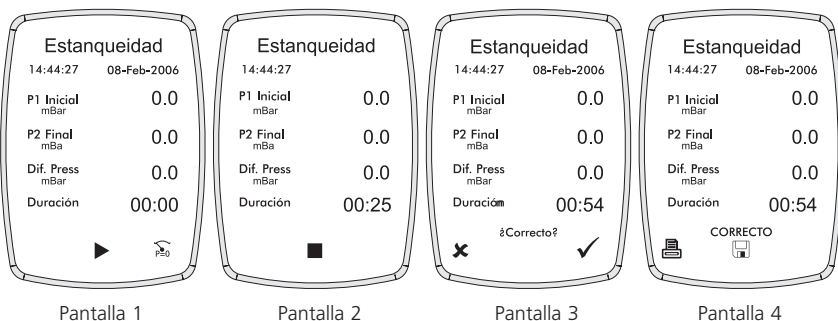 Estanqueidad
14:44:27 08-Feb-2006
P1 Inicial 0.0
mBar
P2 Final 0.0
mBa
Dif. Press 0.0
mBar
Duración 00:00
P=0
Pantalla 1
Estanqueidad
14:44:27
P1 Inicial 0.0
mBar
P2 Final 0.0
mBa
Dif. Press 0.0
mBar
Duración 00:25
Pantalla 2
Estanqueidad
14:44:27 08-Feb-2006
P1 Inicial 0.0
mBar
P2 Final 0.0
mBa
Dif. Press 0.0
mBar
Duración 00:54
¿Correcto?
Pantalla 3
Estanqueidad
14:44:27 08-Feb-2006
P1 Inicial 0.0
mBar
P2 Final 0.0
mBa
Dif. Press 0.0
mBar
Duración 00:54
CORRECTO
Pantalla 4